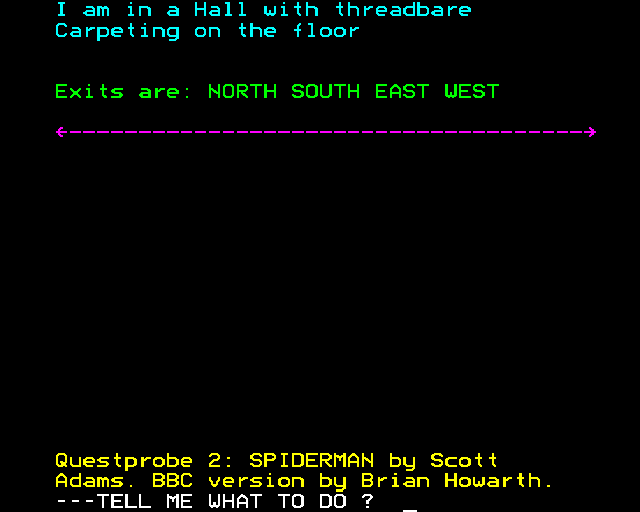 I am in a Hall with threadbare
Carpeting on the floor
Exits are: NORTH SOUTH EAST WEST
<-------------------------------------->
Questprobe 2: SPIDERMAN by Scott
Adams. BBC version by Brian Howarth.
---TELL ME WHAT TO DO ? _